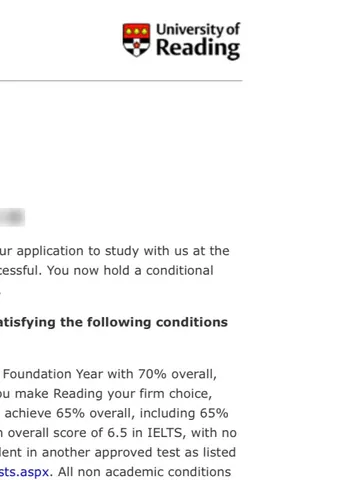 University of
Reading
ur application to study with us at the
cessful. You now hold a conditional
.
atisfying the following conditions
Foundation Year with 70% overall,
ou make Reading your firm choice,
achieve 65% overall, including 65%
n overall score of 6.5 in IELTS, with no
lent in another approved test as listed
sts.aspx. All non academic conditions